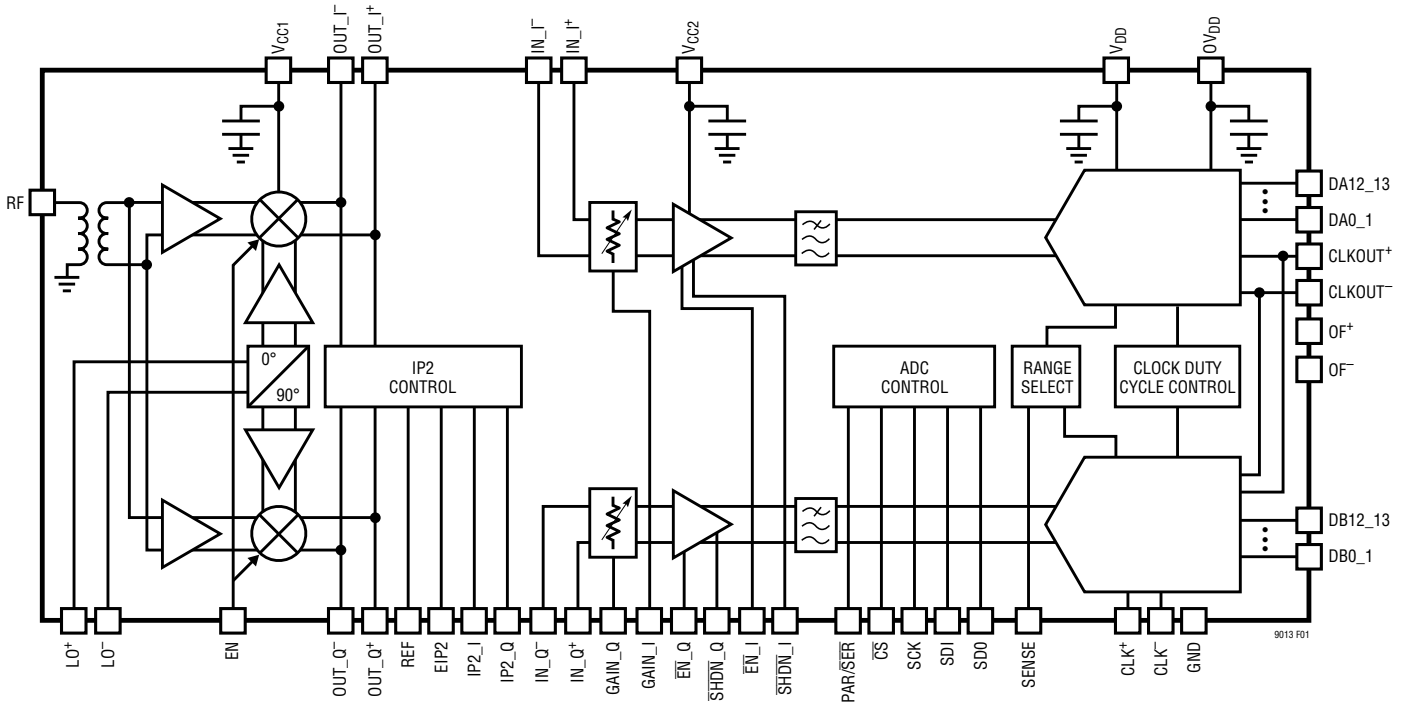 VCC1
OUT_I–
OUT_I+
IN_I–
IN_I+
VCC2
VDD
OVDD
RF
DA12_13
DA0_1
CLKOUT+
CLKOUT–
OF+
OF–
0°
90°
IP2
CONTROL
ADC
CONTROL
RANGE
SELECT
CLOCK DUTY
CYCLE CONTROL
DB12_13
DB0_1
9013 F01
LO+
LO–
EN
OUT_Q–
OUT_Q+
REF
EIP2
IP2_I
IP2_Q
IN_Q–
IN_Q+
GAIN_Q
GAIN_I
EN_Q
SHDN_Q
EN_I
SHDN_I
PAR/SER
CS
SCK
SDI
SD0
SENSE
CLK+
CLK–
GND